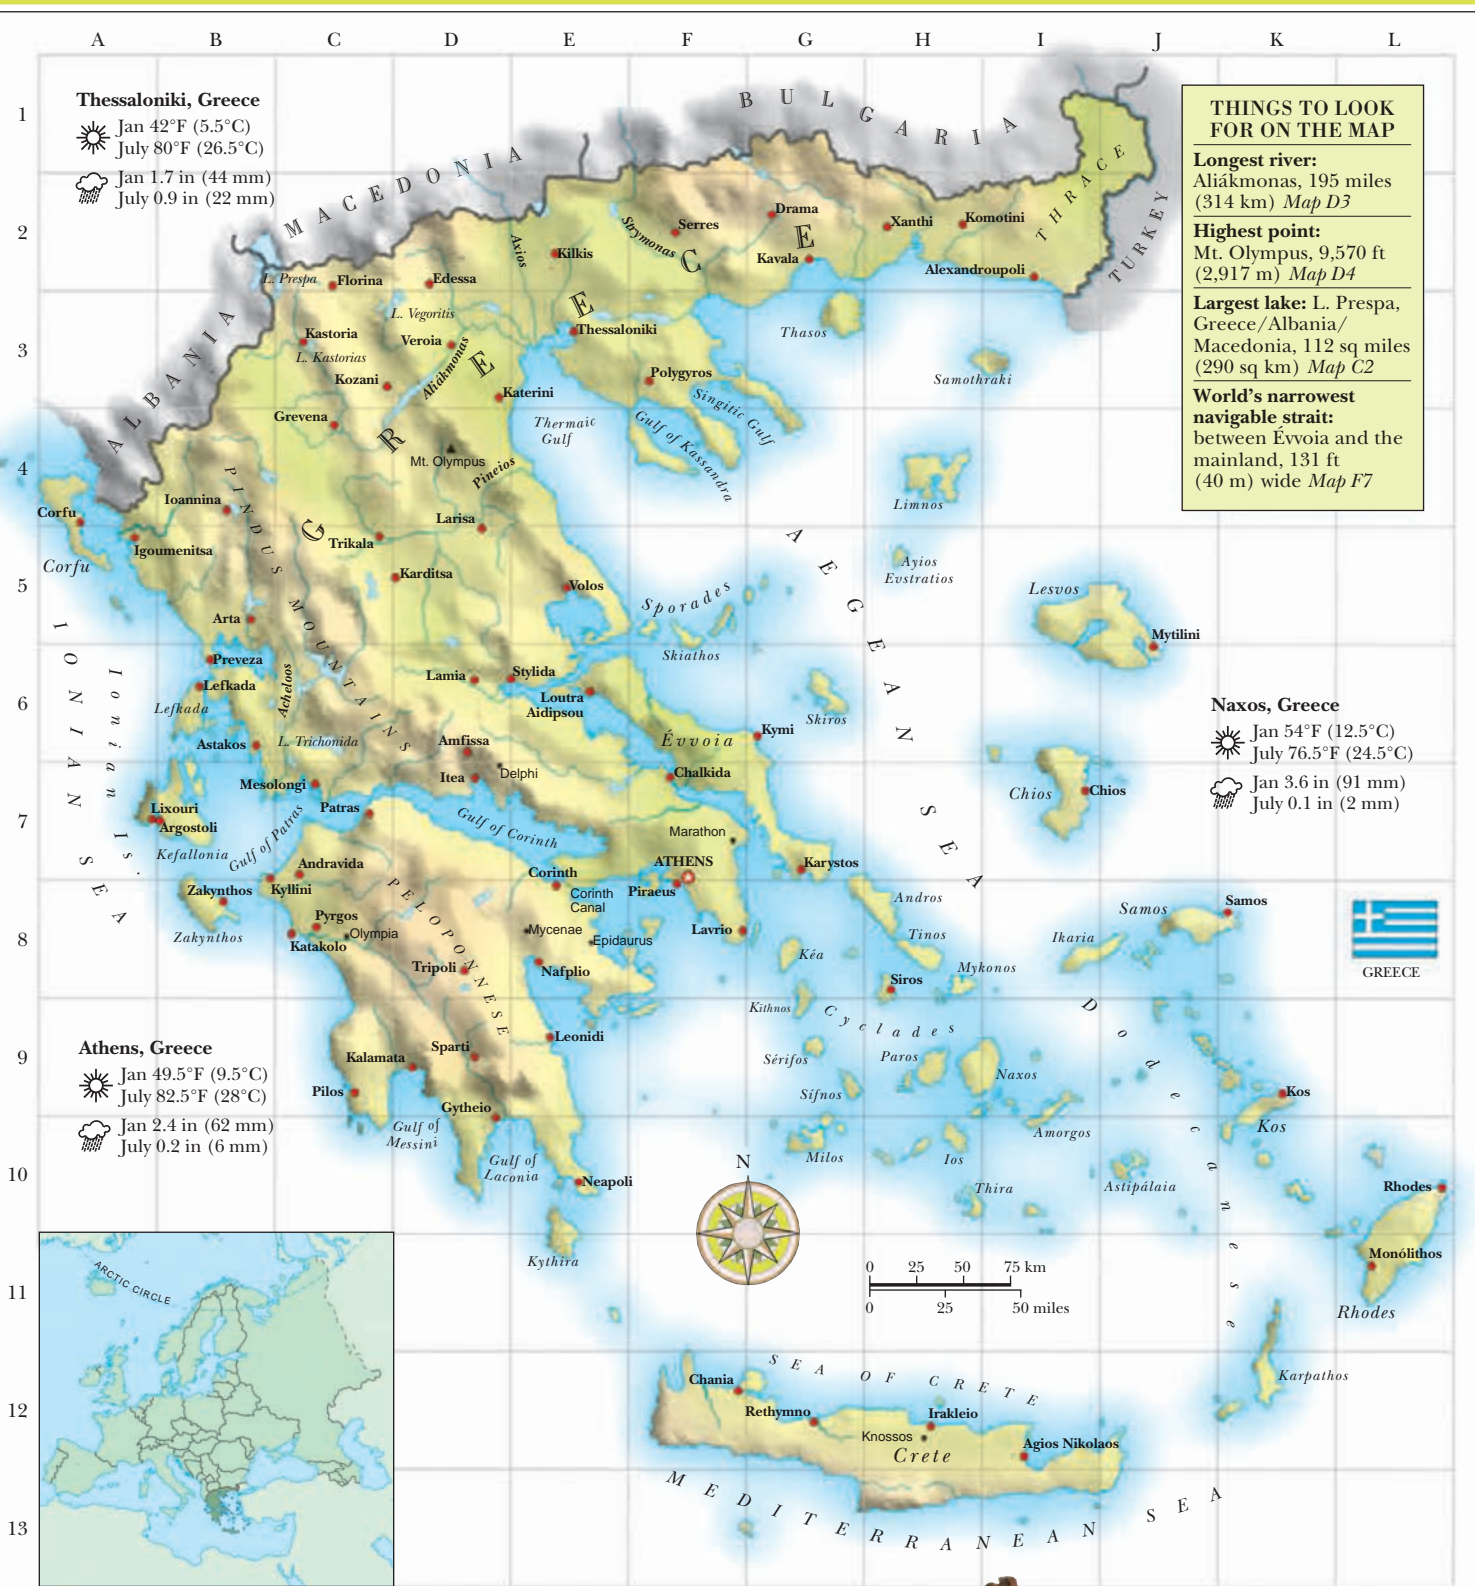 A B C D E F G H I J K L
1
2
3
4
5
6
7
8
9
10
11
12
13
Thessaloniki, Greece
Jan 42°F (5.5°C)
July 80°F (26.5°C)
Jan 1.7 in (44 mm)
July 0.9 in (22 mm)
THINGS TO LOOK
FOR ON THE MAP
Longest river:
Aliákmonas, 195 miles
(314 km) Map D3
Highest point:
Mt. Olympus, 9,570 ft
(2,917 m) Map D4
Largest lake: L. Prespa,
Greece/Albania/
Macedonia, 112 sq miles
(290 sq km) Map C2
World's narrowest
navigable strait:
between Évvoia and the
mainland, 131 ft
(40 m) wide Map F7
BULGARIA
MACEDONIA
ALBANIA
TURKEY
THRACE
GREECE
Drama
Serres
Xanthi
Komotini
Strymonas
Axios
Kilkis
Kavala
Alexandroupoli
L. Prespa
Florina
Edessa
L. Vegoritis
Thessaloniki
Thasos
Kastoria
L. Kastorias
Veroia
Kozani
Aliákmonas
Katerini
Polygyros
Samothraki
Singitic Gulf
Gulf of Kassandra
Grevena
Thermaic
Gulf
Mt. Olympus
Pineios
PINDUS MOUNTAINS
Ioannina
Corfu
Igoumenitsa
Corfu
Larisa
Trikala
Karditsa
Limnos
AEGEAN SEA
Ayios
Evstratios
Volos
Sporades
Lesvos
Mytilini
Arta
Preveza
Skiathos
Lefkada
Lefkada
Acheloos
Lamia
Stylida
Loutra
Aidipsou
Skiros
IONIAN SEA
Ionian Is.
Astakos
L. Trichonida
Amfissa
Évvoia
Kymi
Naxos, Greece
Jan 54°F (12.5°C)
July 76.5°F (24.5°C)
Jan 3.6 in (91 mm)
July 0.1 in (2 mm)
Mesolongi
Itea
Delphi
Chalkida
Chios
Chios
Lixouri
Argostoli
Kefallonia
Patras
Gulf of Patras
Gulf of Corinth
Marathon
ATHENS
Piraeus
Karystos
Andravida
Kyllini
Corinth
Corinth
Canal
Zakynthos
Zakynthos
PELOPONNESE
Pyrgos
Olympia
Katakolo
Mycenae
Epidaurus
Lavrio
Andros
Tinos
Samos
Samos
Ikaria
GREECE
Tripoli
Nafplio
Kéa
Siros
Mykonos
Kithnos
Cyclades
Dodecanese
Leonidi
Athens, Greece
Jan 49.5°F (9.5°C)
July 82.5°F (28°C)
Jan 2.4 in (62 mm)
July 0.2 in (6 mm)
Kalamata
Sparti
Sérifos
Paros
Naxos
Pilos
Gytheio
Sífnos
Kos
Kos
Gulf of
Messini
Gulf of
Laconia
Amorgos
Milos
Ios
Neapoli
Thira
Astipálaia
Rhodes
N
Kythira
Monólithos
Rhodes
0 25 50 75 km
0 25 50 miles
ARCTIC CIRCLE
SEA OF CRETE
Karpathos
Chania
Rethymno
Irakleio
Knossos
Crete
Agios Nikolaos
MEDITERRANEAN SEA